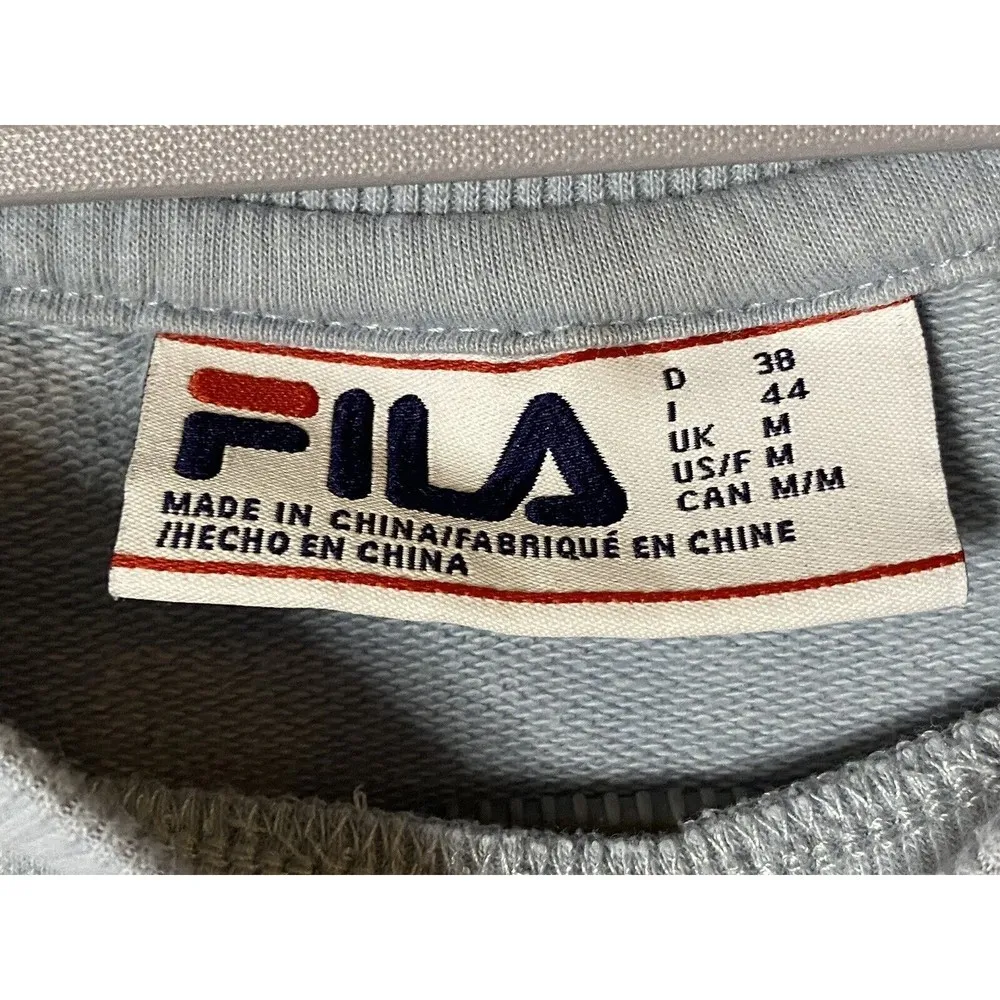 FILA
D 38
I 44
UK M
US/F M
CAN M/M
MADE IN CHINA/FABRIQUÉ EN CHINE
/HECHO EN CHINA